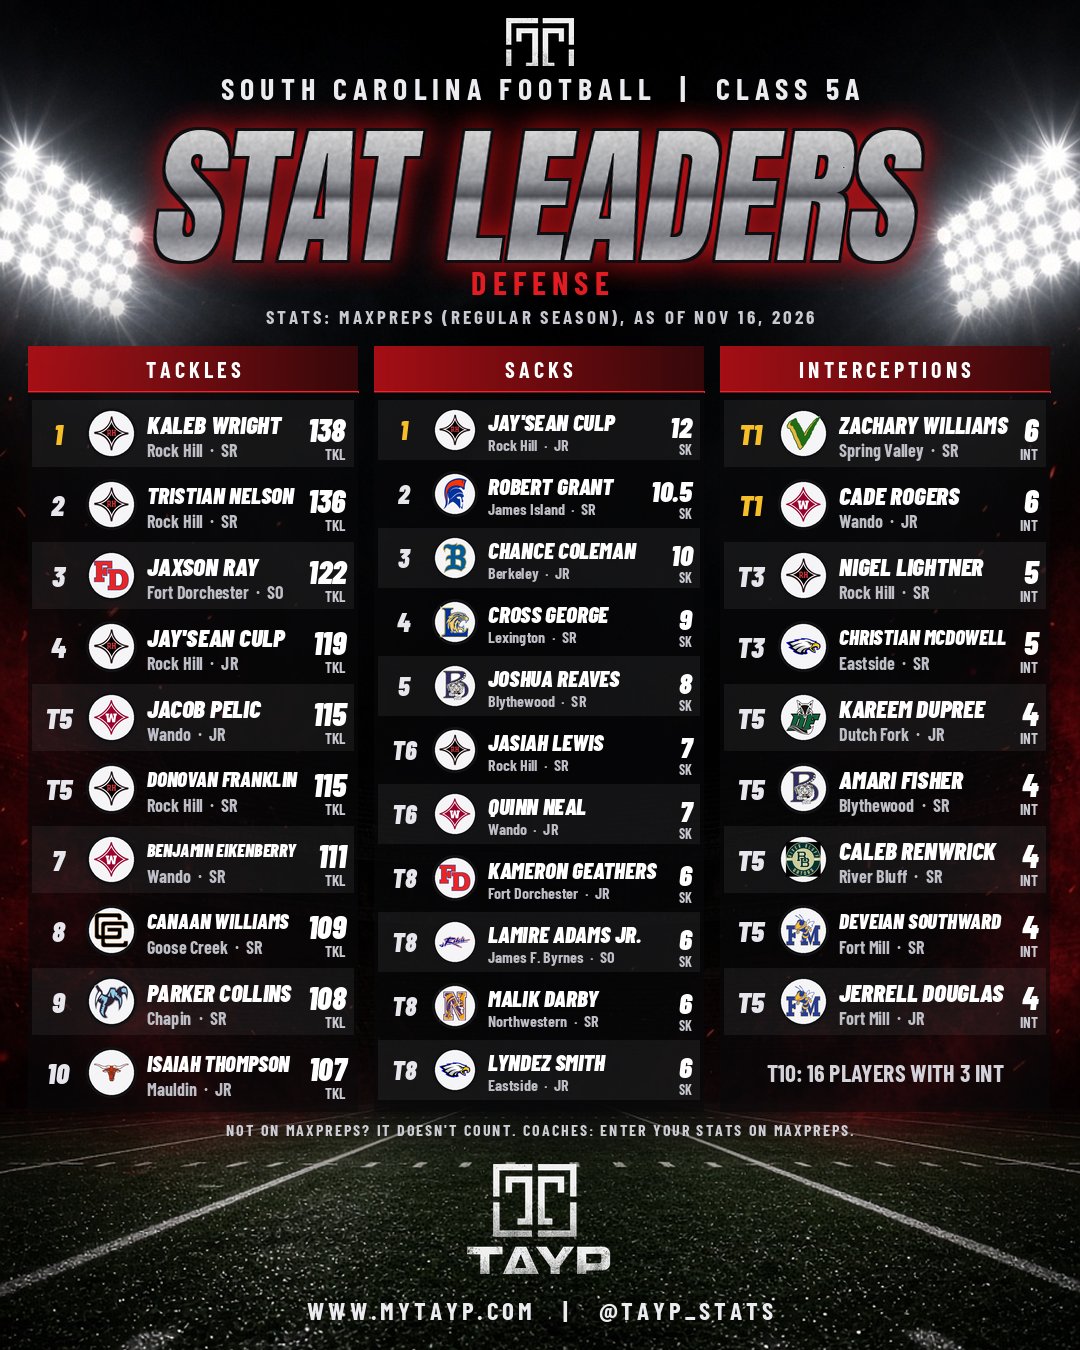 SOUTH CAROLINA FOOTBALL | CLASS 5A
STAT LEADERS
DEFENSE
STATS: MAXPREPS (REGULAR SEASON), AS OF NOV 16, 2026
TACKLES
1 KALEB WRIGHT 138
Rock Hill · SR TKL
2 TRISTIAN NELSON 136
Rock Hill · SR TKL
3 FD JAXSON RAY 122
Fort Dorchester · SO TKL
4 JAY'SEAN CULP 119
Rock Hill · JR TKL
T5 W JACOB PELIC 115
Wando · JR TKL
T5 DONOVAN FRANKLIN 115
Rock Hill · SR TKL
7 W BENJAMIN EIKENBERRY 111
Wando · SR TKL
8 GC CANAAN WILLIAMS 109
Goose Creek · SR TKL
9 PARKER COLLINS 108
Chapin · SR TKL
10 ISAIAH THOMPSON 107
Mauldin · JR TKL
SACKS
1 JAY'SEAN CULP 12
Rock Hill · JR SK
2 ROBERT GRANT 10.5
James Island · SR SK
3 B CHANCE COLEMAN 10
Berkeley · JR SK
4 L CROSS GEORGE 9
Lexington · SR SK
5 B JOSHUA REAVES 8
Blythewood · SR SK
T6 JASIAH LEWIS 7
Rock Hill · SR SK
T6 W QUINN NEAL 7
Wando · JR SK
T8 FD KAMERON GEATHERS 6
Fort Dorchester · JR SK
T8 LAMIRE ADAMS JR. 6
James F. Byrnes · SO SK
T8 N MALIK DARBY 6
Northwestern · SR SK
T8 LYNDEZ SMITH 6
Eastside · JR SK
INTERCEPTIONS
T1 V ZACHARY WILLIAMS 6
Spring Valley · SR INT
T1 W CADE ROGERS 6
Wando · JR INT
T3 NIGEL LIGHTNER 5
Rock Hill · SR INT
T3 CHRISTIAN MCDOWELL 5
Eastside · SR INT
T5 DF KAREEM DUPREE 4
Dutch Fork · JR INT
T5 B AMARI FISHER 4
Blythewood · SR INT
T5 RB CALEB RENWRICK 4
River Bluff · SR INT
T5 FM DEVEIAN SOUTHWARD 4
Fort Mill · SR INT
T5 FM JERRELL DOUGLAS 4
Fort Mill · JR INT
T10: 16 PLAYERS WITH 3 INT
NOT ON MAXPREPS? IT DOESN'T COUNT. COACHES: ENTER YOUR STATS ON MAXPREPS.
TAYP
WWW.MYTAYP.COM | @TAYP_STATS